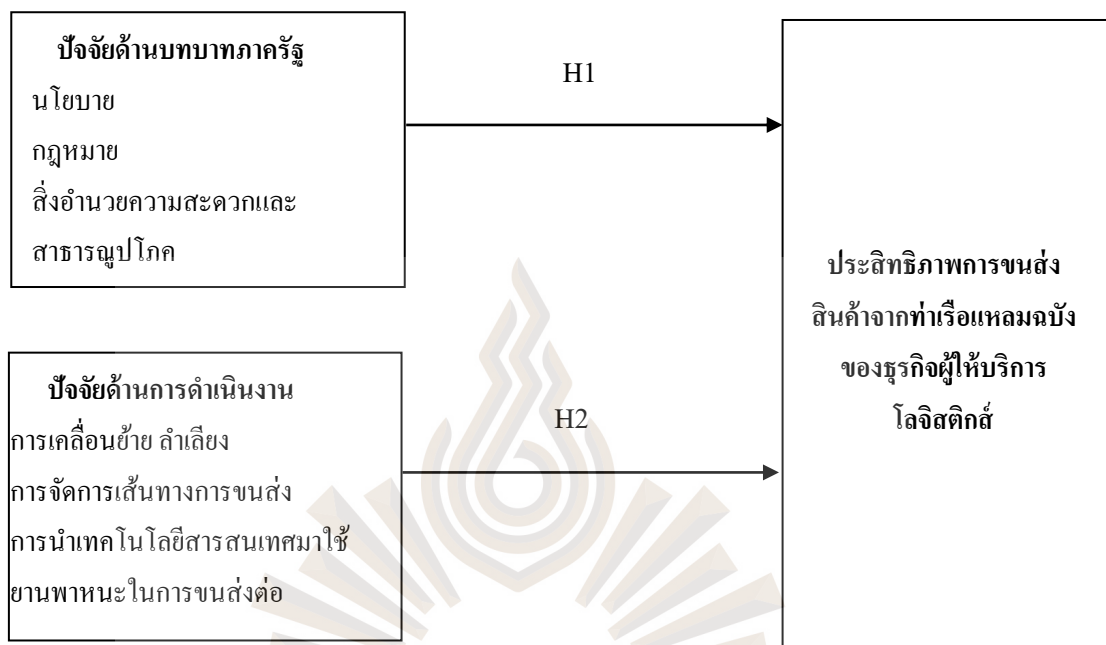 ปัจจัยด้านบทบาทภาครัฐ
นโยบาย
กฎหมาย
สิ่งอำนวยความสะดวกและ
สาธารณูปโภค
H1
ปัจจัยด้านการดำเนินงาน
การเคลื่อนย้าย ลำเลียง
การจัดการเส้นทางการขนส่ง
การนำเทคโนโลยีสารสนเทศมาใช้
ยานพาหนะในการขนส่งต่อ
H2
ประสิทธิภาพการขนส่ง
สินค้าจากท่าเรือแหลมฉบัง
ของธุรกิจผู้ให้บริการ
โลจิสติกส์